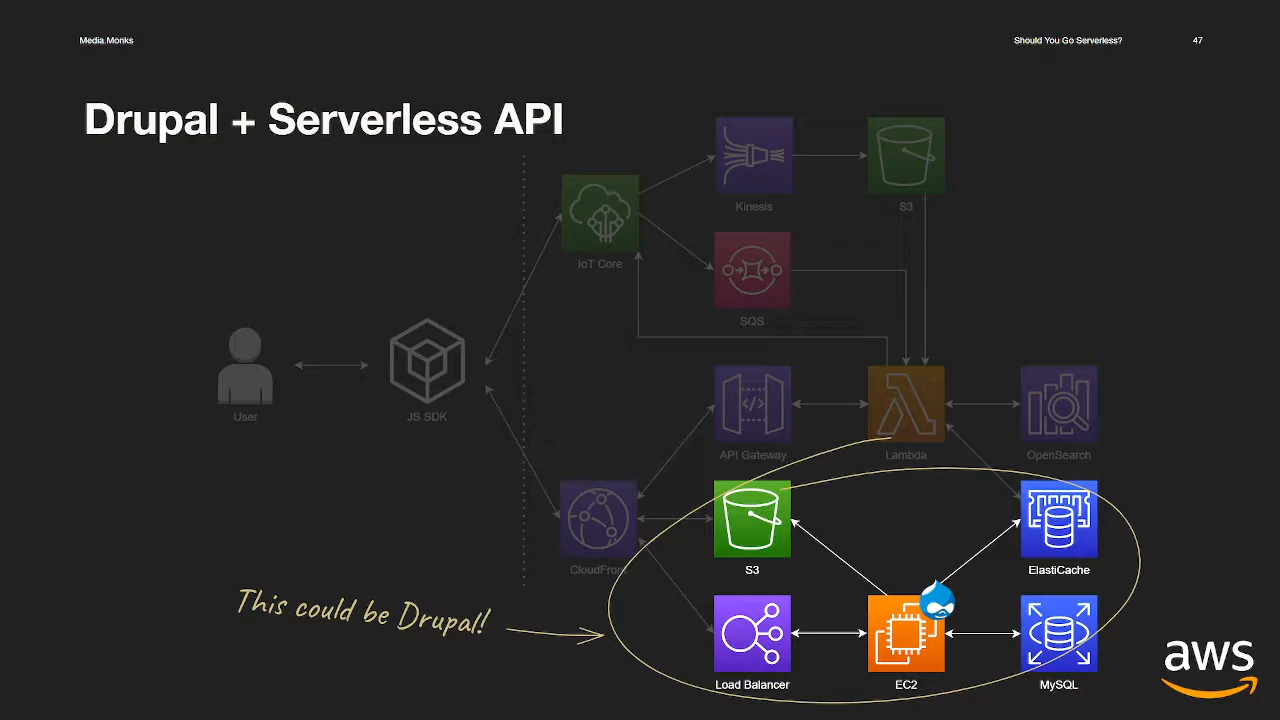 Media.Monks
Should You Go Serverless?
47
Drupal + Serverless API
Kinesis
S3
IoT Core
SQS
User
JS SDK
API Gateway
Lambda
OpenSearch
CloudFront
S3
ElastiCache
This could be Drupal!
Load Balancer
EC2
MySQL
aws